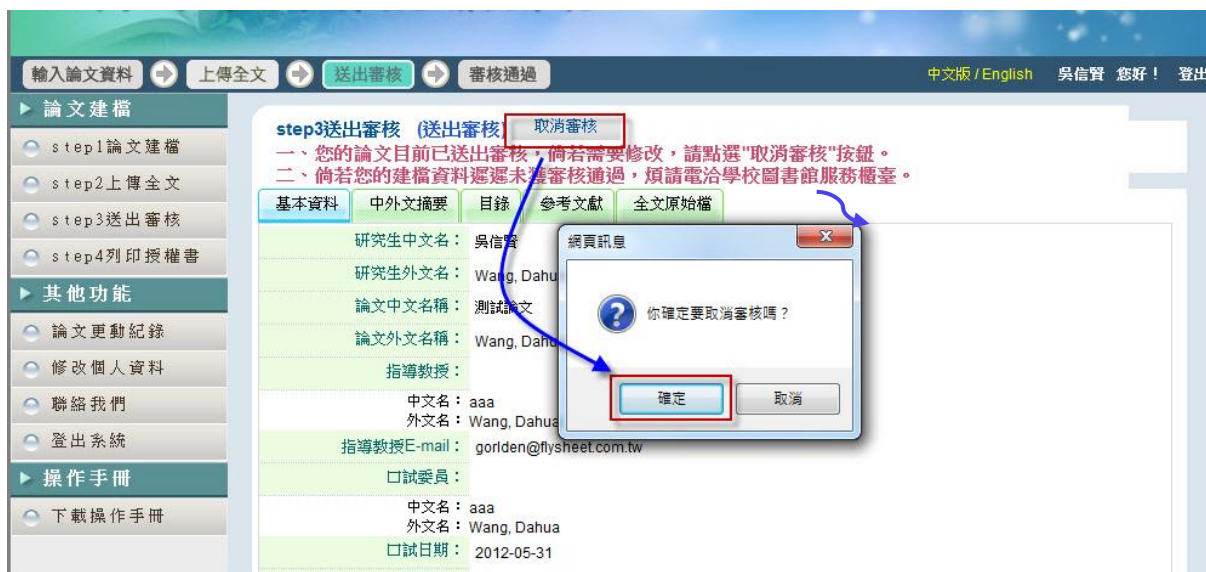 輸入論文資料 上傳全文 送出審核 審核通過 中文版 / English 吳信賢 您好! 登出
論文建檔
step1論文建檔
step2上傳全文
step3送出審核
step4列印授權書
其他功能
論文更動紀錄
修改個人資料
聯絡我們
登出系統
操作手冊
下載操作手冊
step3送出審核 (送出審核) 取消審核
一、您的論文目前已送出審核,倘若需要修改,請點選"取消審核"按鈕。
二、倘若您的建檔資料遲遲未獲審核通過,煩請電洽學校圖書館服務櫃臺。
基本資料 中外文摘要 目錄 參考文獻 全文原始檔
研究生中文名: 吳信賢
研究生外文名: Wang, Dahu
論文中文名稱: 測試論文
論文外文名稱: Wang, Dahu
指導教授:
中文名: aaa
外文名: Wang, Dahua
指導教授E-mail: gorlden@flysheet.com.tw
口試委員:
中文名: aaa
外文名: Wang, Dahua
口試日期: 2012-05-31
網頁訊息
你確定要取消審核嗎?
確定 取消